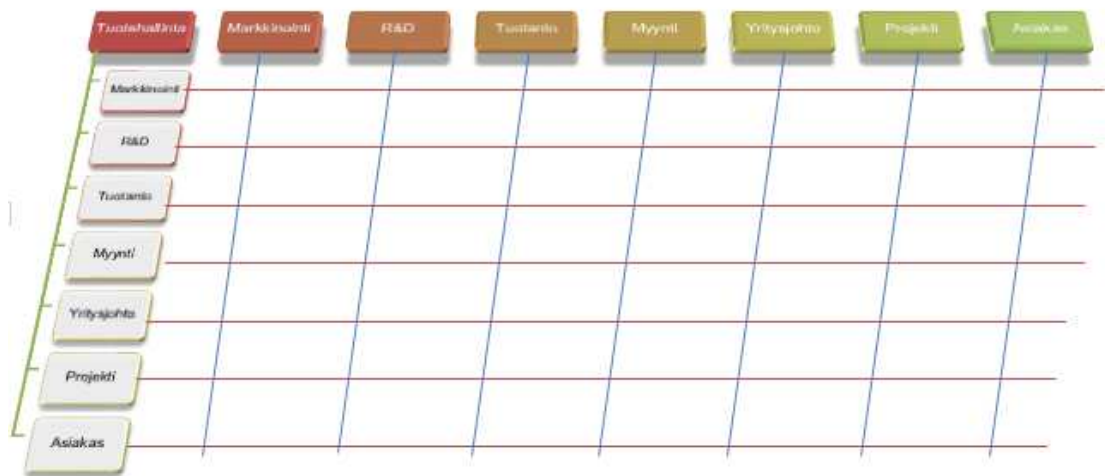 Tuotehallinta Markkinointi R&D Tuotanto Myynti Yritysjohto Projekti Asiakas
Markkinointi
R&D
Tuotanto
Myynti
Yritysjohto
Projekti
Asiakas